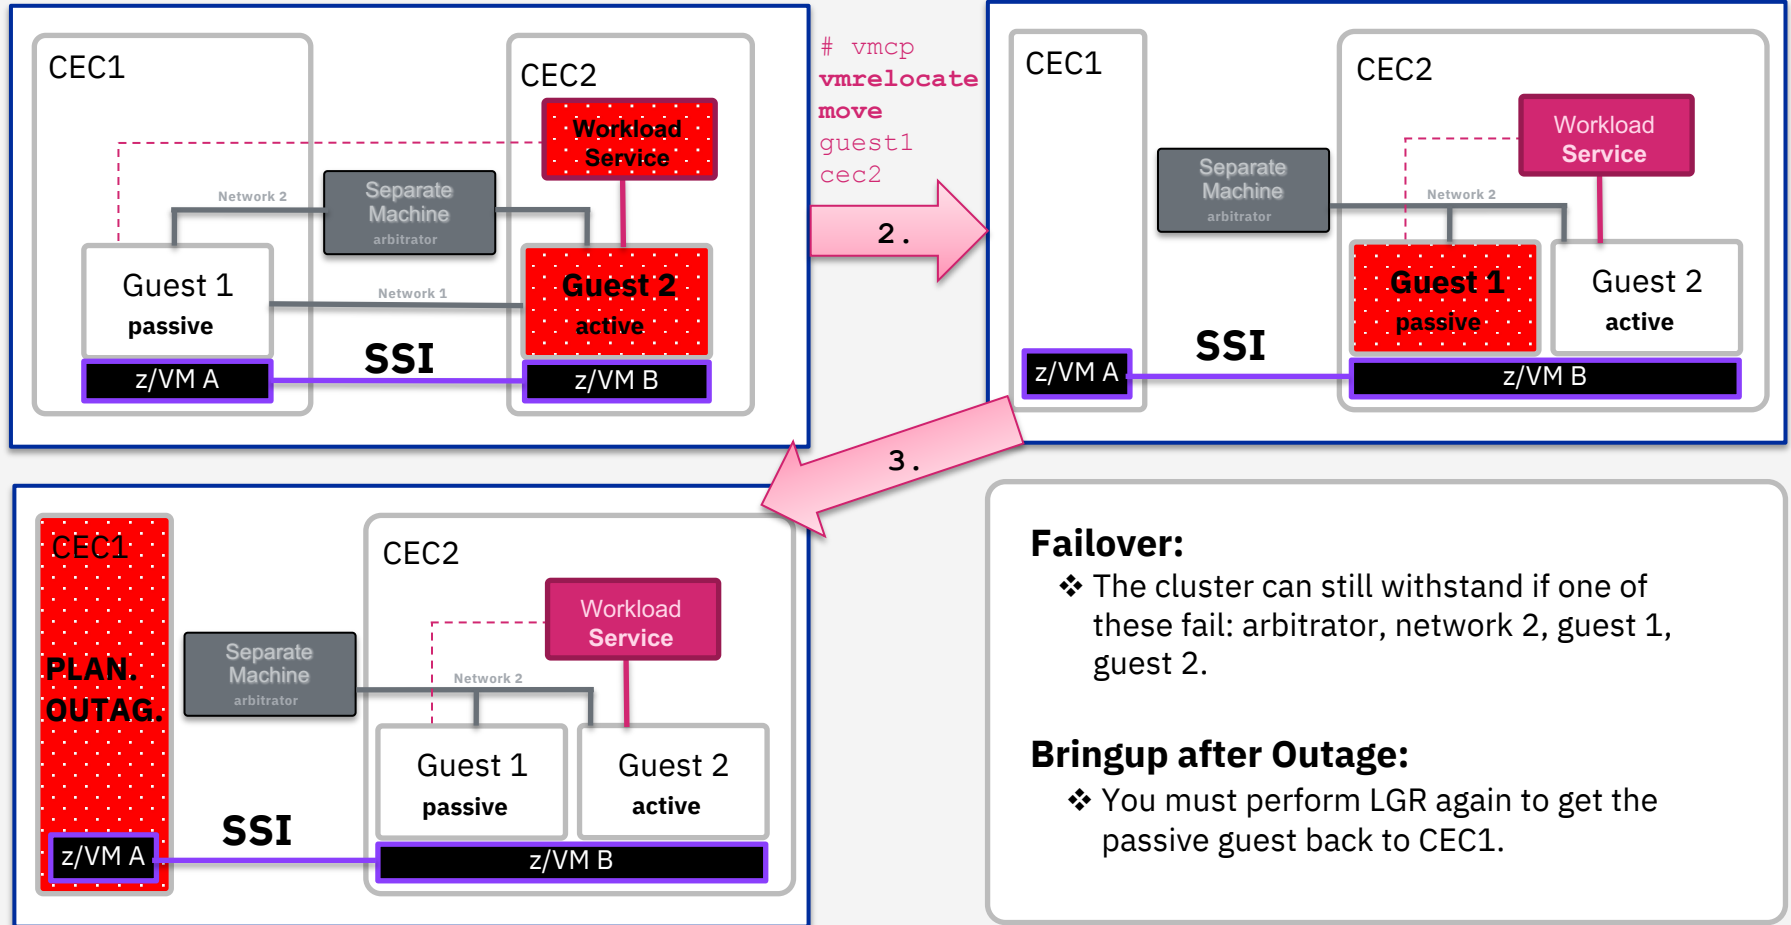 CEC1
CEC2
Workload
Service
Network 2
Separate
Machine
arbitrator
Guest 1
passive
Network 1
Guest 2
active
SSI
z/VM A
z/VM B
# vmcp
vmrelocate
move
guest1
cec2
2.
CEC1
CEC2
Workload
Service
Separate
Machine
arbitrator
Network 2
Guest 1
passive
Guest 2
active
SSI
z/VM A
z/VM B
3.
CEC1
PLAN.
OUTAG.
CEC2
Workload
Service
Separate
Machine
arbitrator
Network 2
Guest 1
passive
Guest 2
active
SSI
z/VM A
z/VM B
Failover:
❖ The cluster can still withstand if one of
these fail: arbitrator, network 2, guest 1,
guest 2.
Bringup after Outage:
❖ You must perform LGR again to get the
passive guest back to CEC1.